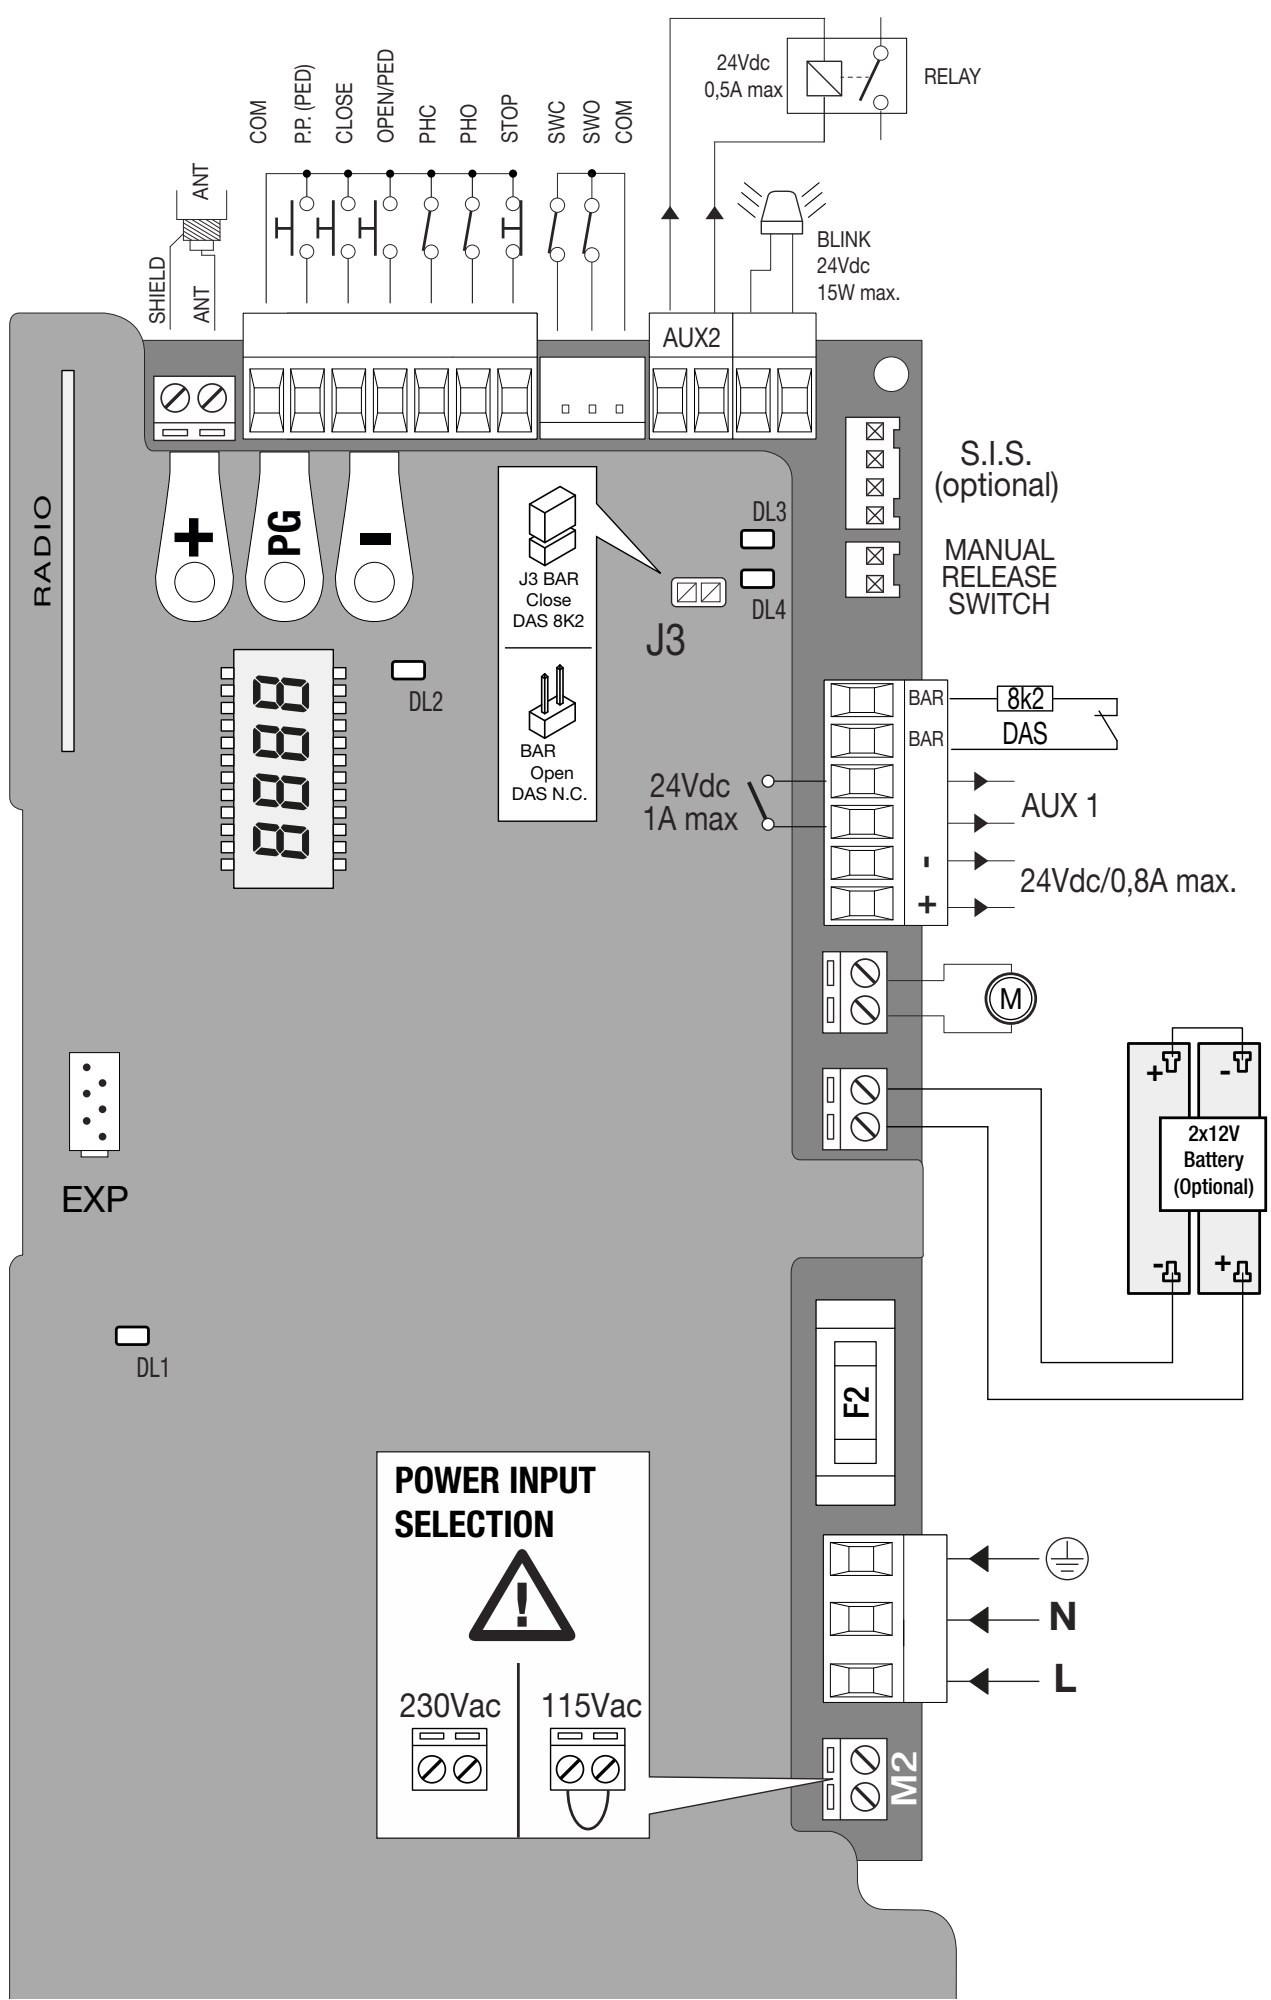 24Vdc
0,5A max
RELAY
COM
P.P. (PED)
CLOSE
OPEN/PED
PHC
PHO
STOP
SWC
SWO
COM
ANT
SHIELD
ANT
BLINK
24Vdc
15W max.
AUX2
RADIO
+
PG
-
S.I.S.
(optional)
MANUAL
RELEASE
SWITCH
DL3
DL4
J3
J3 BAR
Close
DAS 8K2
BAR
Open
DAS N.C.
DL2
8888
BAR
BAR
8k2
DAS
24Vdc
1A max
AUX 1
-
+
24Vdc/0,8A max.
M
+
-
2x12V
Battery
(Optional)
-
+
EXP
DL1
F2
POWER INPUT
SELECTION
!
230Vac
115Vac
N
L
M2